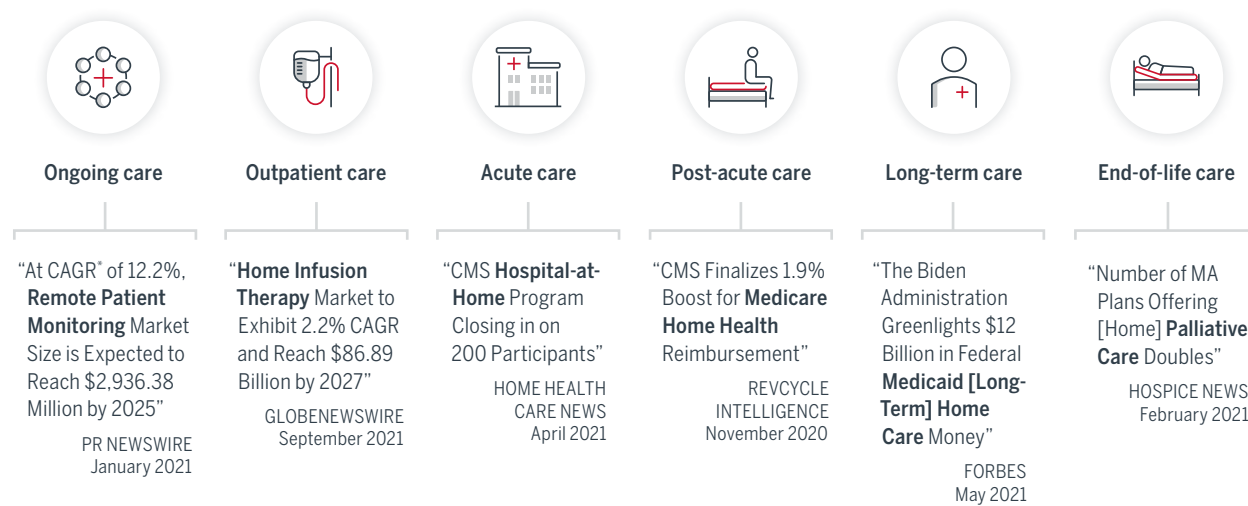 Ongoing care
“At CAGR* of 12.2%,
Remote Patient
Monitoring Market
Size is Expected to
Reach $2,936.38
Million by 2025”
PR NEWSWIRE
January 2021
Outpatient care
“Home Infusion
Therapy Market to
Exhibit 2.2% CAGR
and Reach $86.89
Billion by 2027”
GLOBENEWSWIRE
September 2021
Acute care
“CMS Hospital-at-
Home Program
Closing in on
200 Participants”
HOME HEALTH
CARE NEWS
April 2021
Post-acute care
“CMS Finalizes 1.9%
Boost for Medicare
Home Health
Reimbursement”
REVCYCLE
INTELLIGENCE
November 2020
Long-term care
“The Biden
Administration
Greenlights $12
Billion in Federal
Medicaid [Long-
Term] Home
Care Money”
FORBES
May 2021
End-of-life care
“Number of MA
Plans Offering
[Home] Palliative
Care Doubles”
HOSPICE NEWS
February 2021